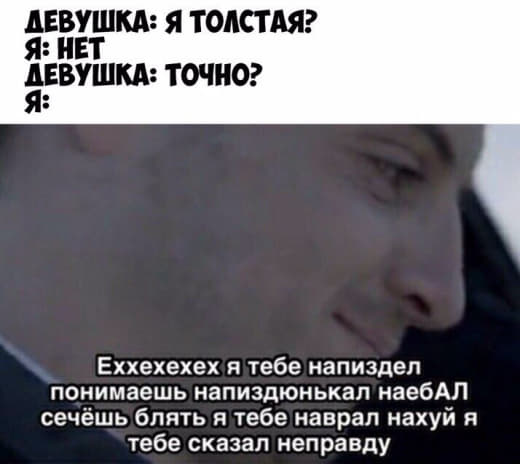 ДЕВУШКА: Я ТОЛСТАЯ?
Я: НЕТ
ДЕВУШКА: ТОЧНО?
Я:
Еххехехех я тебе напиздел
понимаешь напиздюнькал наебАЛ
сечёшь блять я тебе наврал нахуй я
тебе сказал неправду